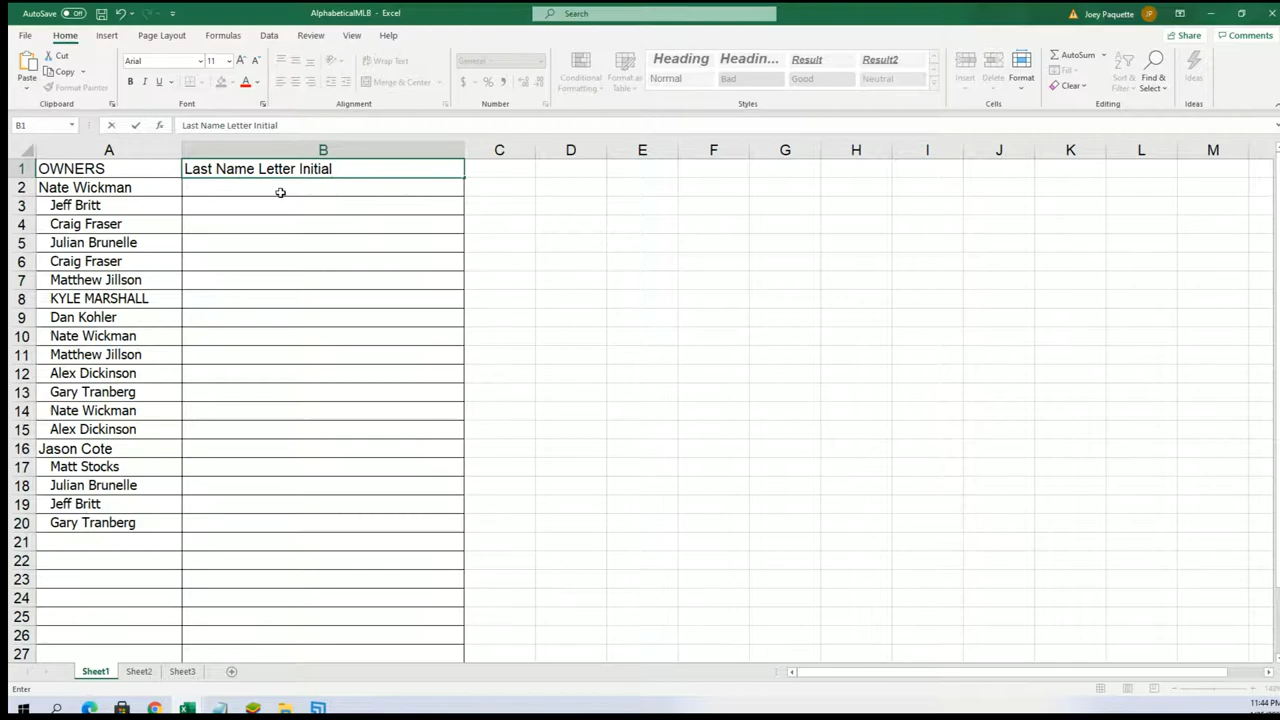 AutoSave Off AlphabeticalMLB - Excel Search Joey Paquette JP
File Home Insert Page Layout Formulas Data Review View Help Share Comments
Paste Cut Copy Format Painter Clipboard
Arial 11 A A B I U A Font
Wrap Text Merge & Center Alignment
General $ % Number
Conditional Formatting Format as Table Heading Headin... Result Result2 Normal Bad Good Neutral Styles
Insert Delete Format Cells
AutoSum Fill Clear Sort & Filter Find & Select Editing
Ideas Ideas
B1 fx Last Name Letter Initial
A B C D E F G H I J K L M
1 OWNERS Last Name Letter Initial
2 Nate Wickman
3 Jeff Britt
4 Craig Fraser
5 Julian Brunelle
6 Craig Fraser
7 Matthew Jillson
8 KYLE MARSHALL
9 Dan Kohler
10 Nate Wickman
11 Matthew Jillson
12 Alex Dickinson
13 Gary Tranberg
14 Nate Wickman
15 Alex Dickinson
16 Jason Cote
17 Matt Stocks
18 Julian Brunelle
19 Jeff Britt
20 Gary Tranberg
21
22
23
24
25
26
27
Sheet1 Sheet2 Sheet3
Enter
11:44 PM